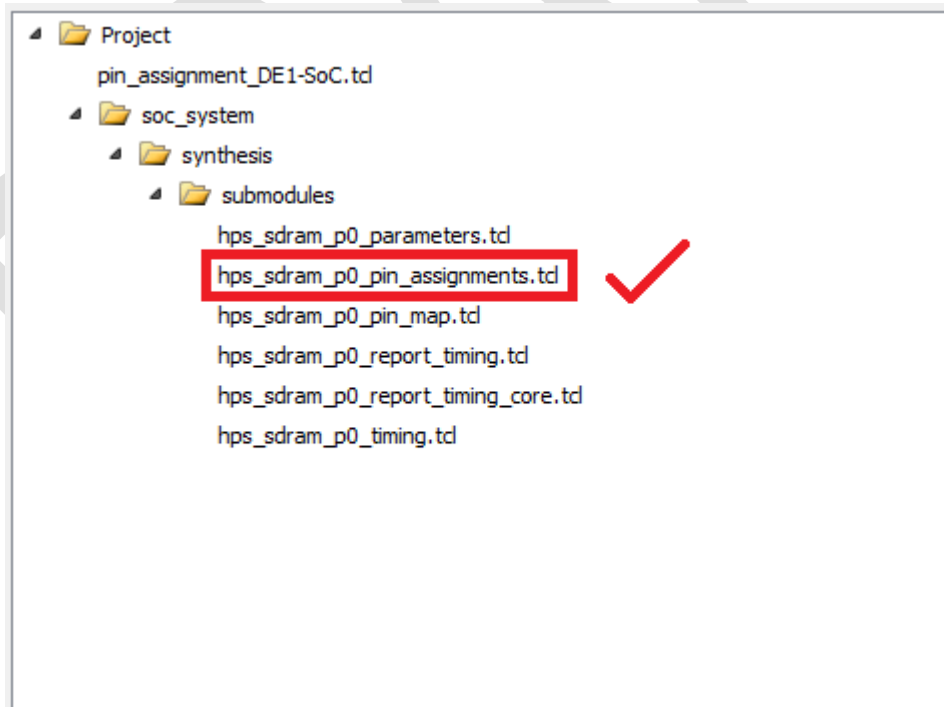 Project
pin_assignment_DE1-SoC.tcl
soc_system
synthesis
submodules
hps_sdram_p0_parameters.tcl
hps_sdram_p0_pin_assignments.tcl
hps_sdram_p0_pin_map.tcl
hps_sdram_p0_report_timing.tcl
hps_sdram_p0_report_timing_core.tcl
hps_sdram_p0_timing.tcl